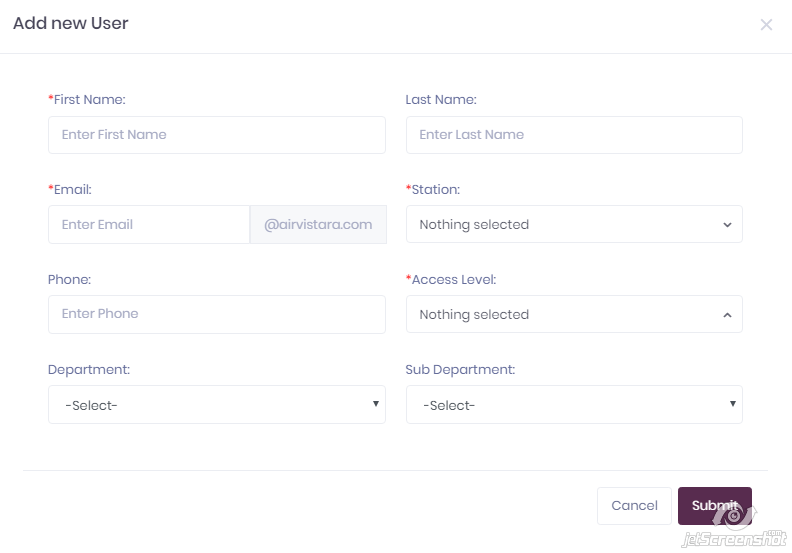 Add new User
×
*First Name:
Last Name:
Enter First Name
Enter Last Name
*Email:
*Station:
Enter Email
@airvistara.com
Nothing selected
Phone:
*Access Level:
Enter Phone
Nothing selected
Department:
Sub Department:
-Select-
-Select-
Cancel
Submit
jetScreenshot.com